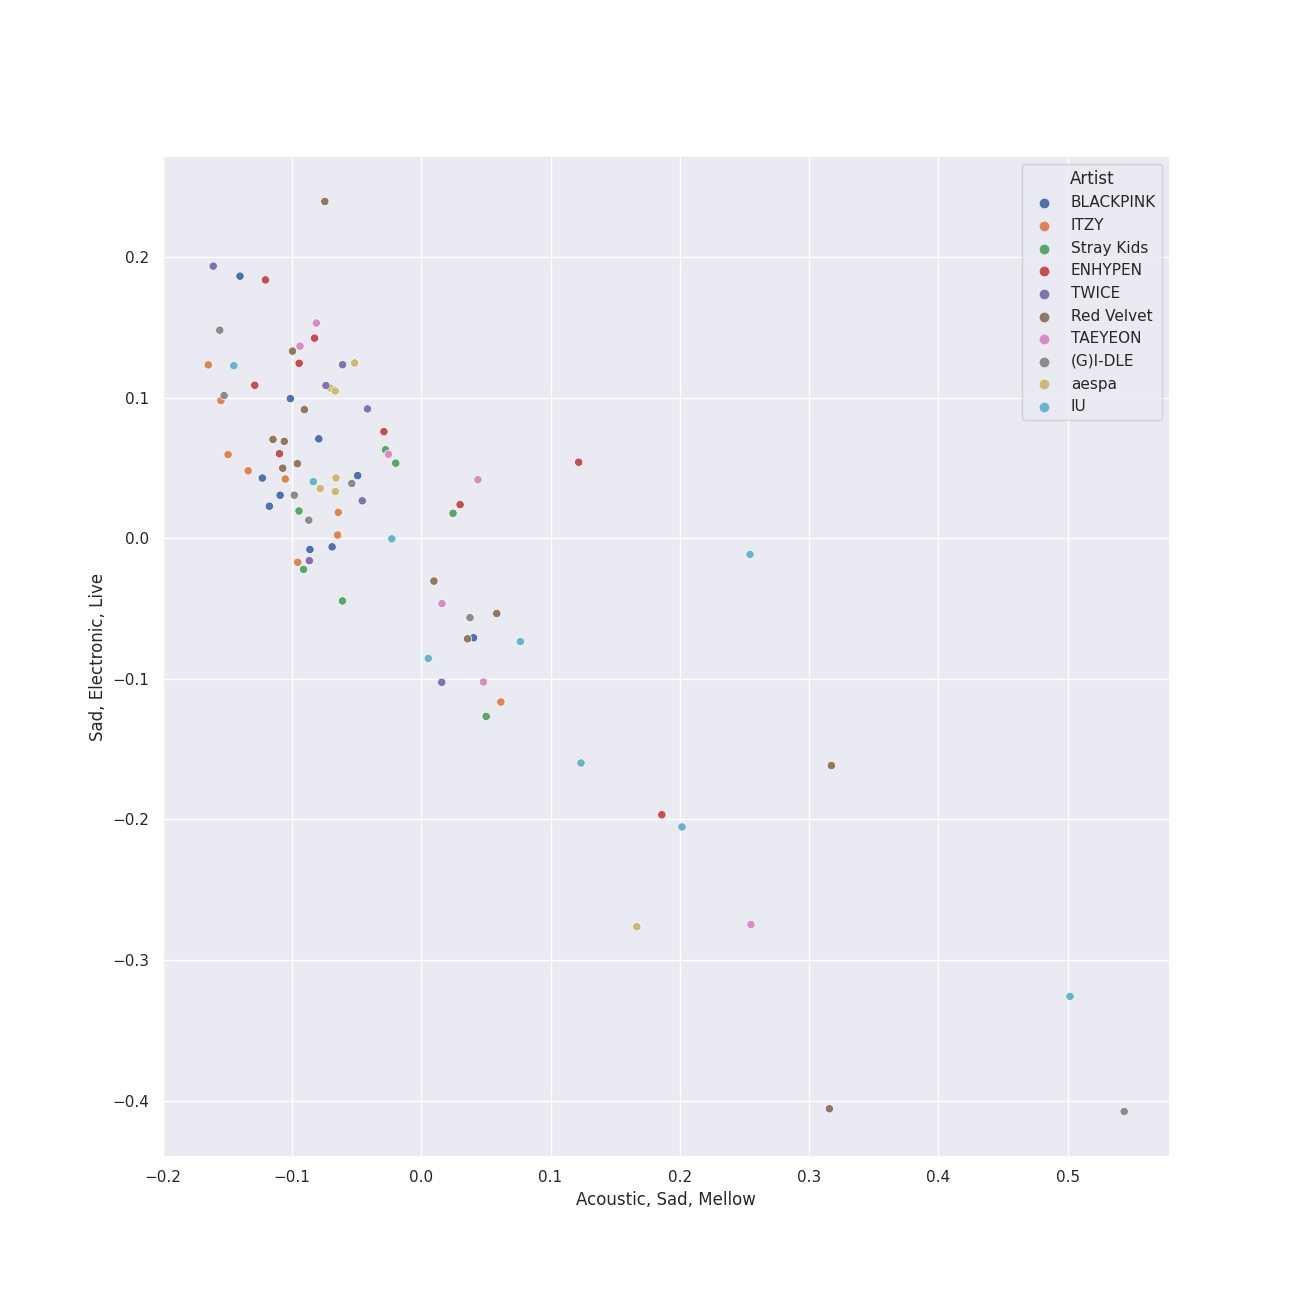 Artist
BLACKPINK
ITZY
Stray Kids
ENHYPEN
TWICE
Red Velvet
TAEYEON
(G)I-DLE
aespa
IU
Sad, Electronic, Live
0.2
0.1
0.0
−0.1
−0.2
−0.3
−0.4
−0.2 −0.1 0.0 0.1 0.2 0.3 0.4 0.5
Acoustic, Sad, Mellow